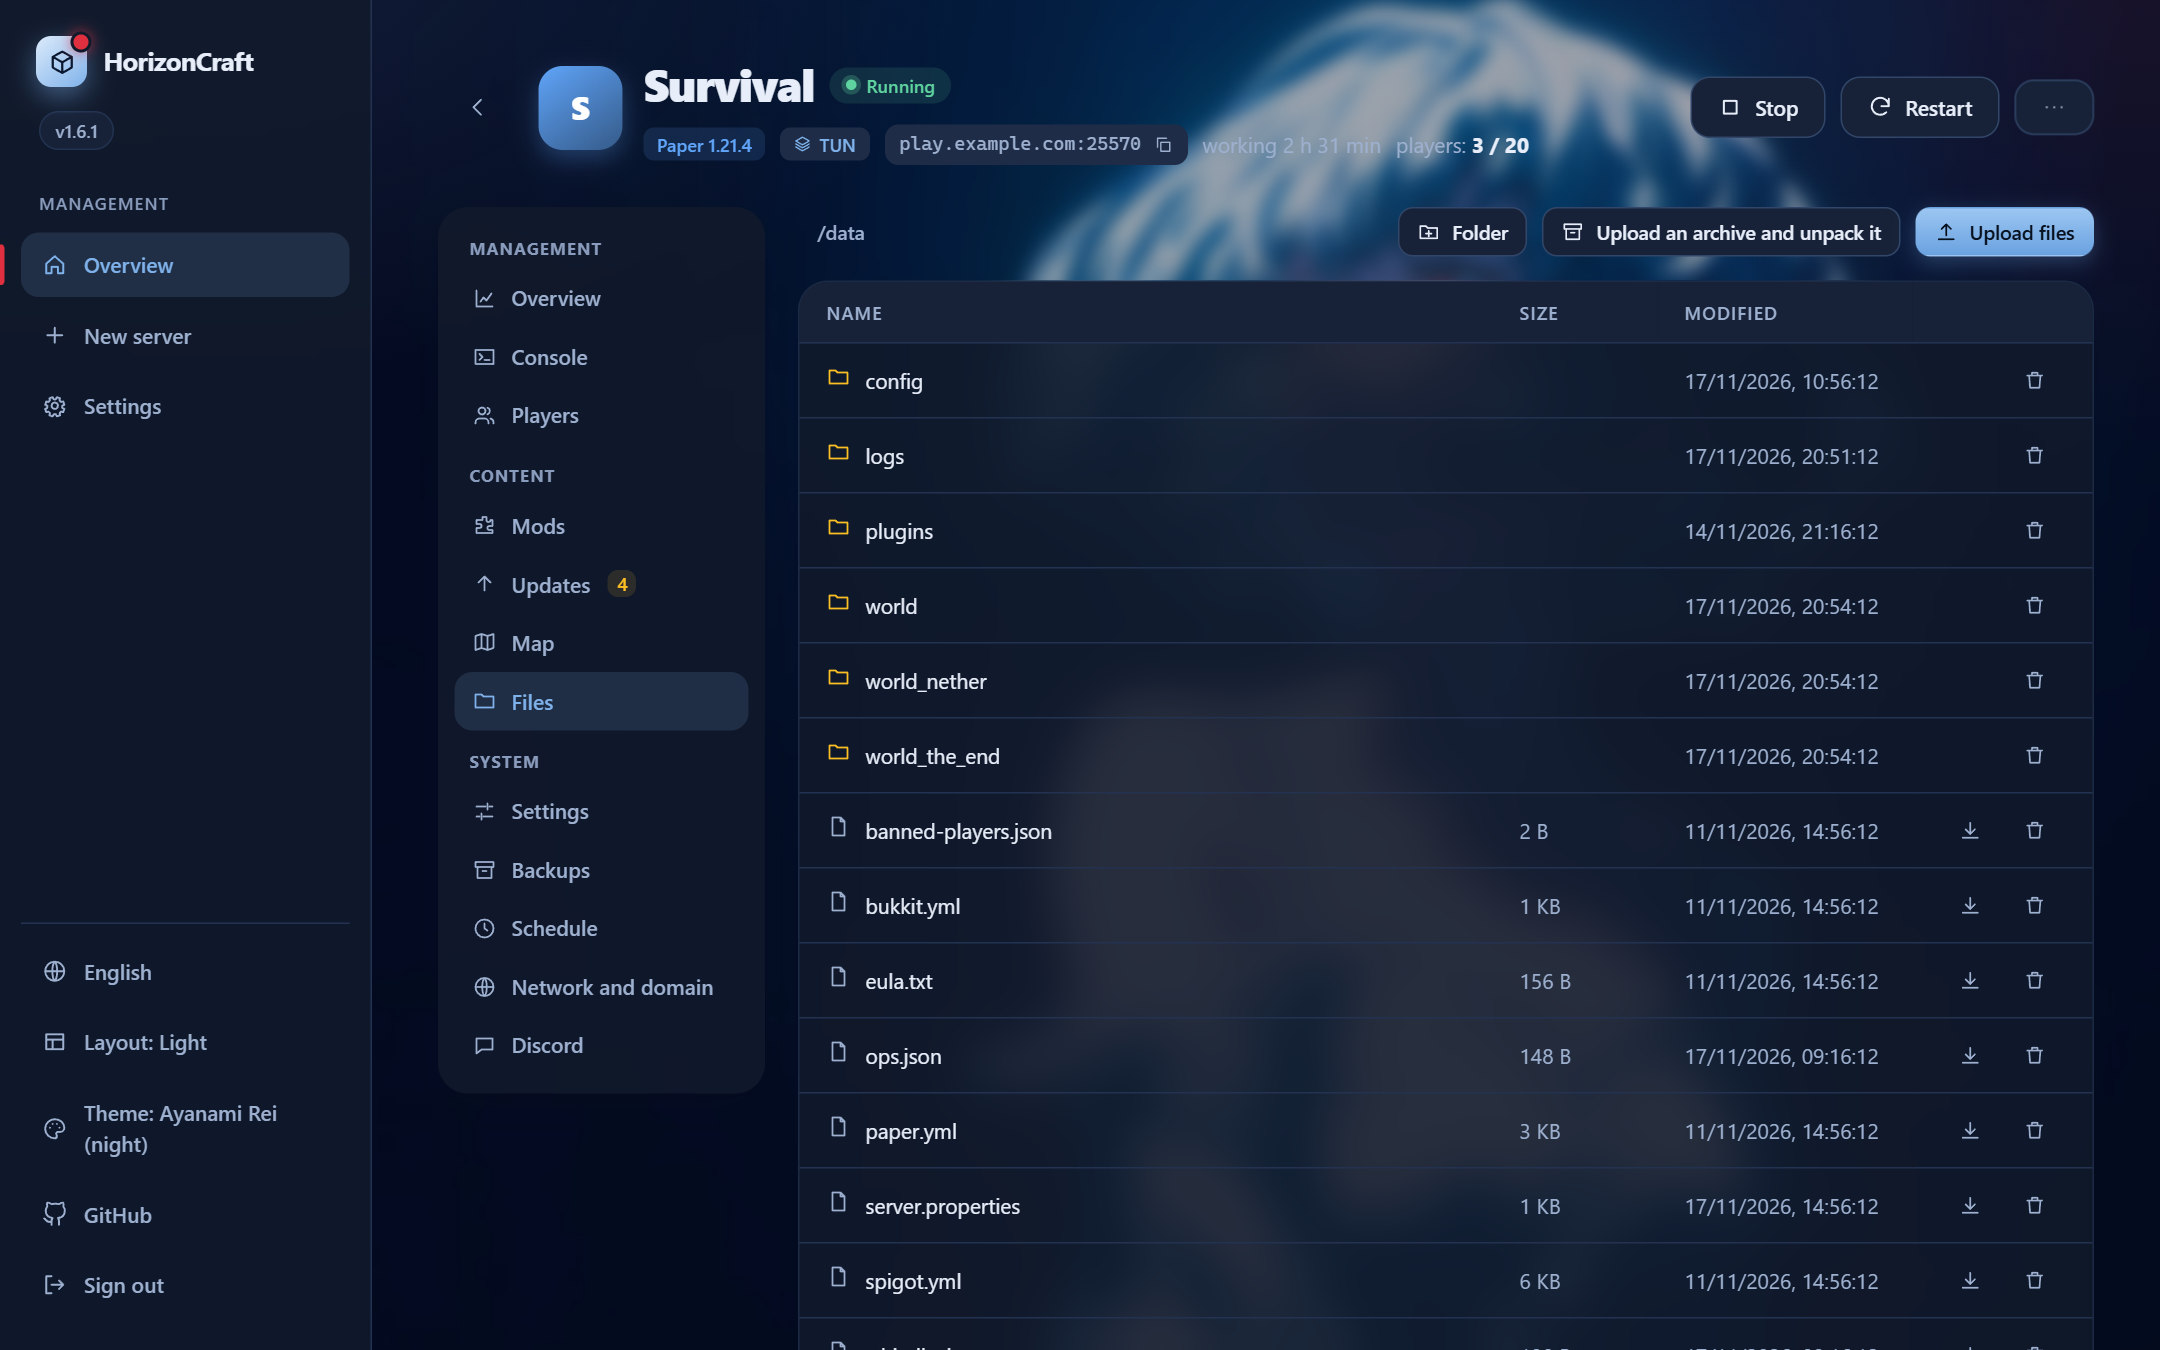 HorizonCraft
v1.6.1
MANAGEMENT
Overview
New server
Settings
English
Layout: Light
Theme: Ayanami Rei
(night)
GitHub
Sign out
S
Survival
Running
Paper 1.21.4
TUN
play.example.com:25570
working 2 h 31 min
players: 3 / 20
Stop
Restart
...
MANAGEMENT
Overview
Console
Players
CONTENT
Mods
Updates 4
Map
Files
SYSTEM
Settings
Backups
Schedule
Network and domain
Discord
/data
Folder
Upload an archive and unpack it
Upload files
NAME SIZE MODIFIED
config 17/11/2026, 10:56:12
logs 17/11/2026, 20:51:12
plugins 14/11/2026, 21:16:12
world 17/11/2026, 20:54:12
world_nether 17/11/2026, 20:54:12
world_the_end 17/11/2026, 20:54:12
banned-players.json 2 B 11/11/2026, 14:56:12
bukkit.yml 1 KB 11/11/2026, 14:56:12
eula.txt 156 B 11/11/2026, 14:56:12
ops.json 148 B 17/11/2026, 09:16:12
paper.yml 3 KB 11/11/2026, 14:56:12
server.properties 1 KB 17/11/2026, 14:56:12
spigot.yml 6 KB 11/11/2026, 14:56:12